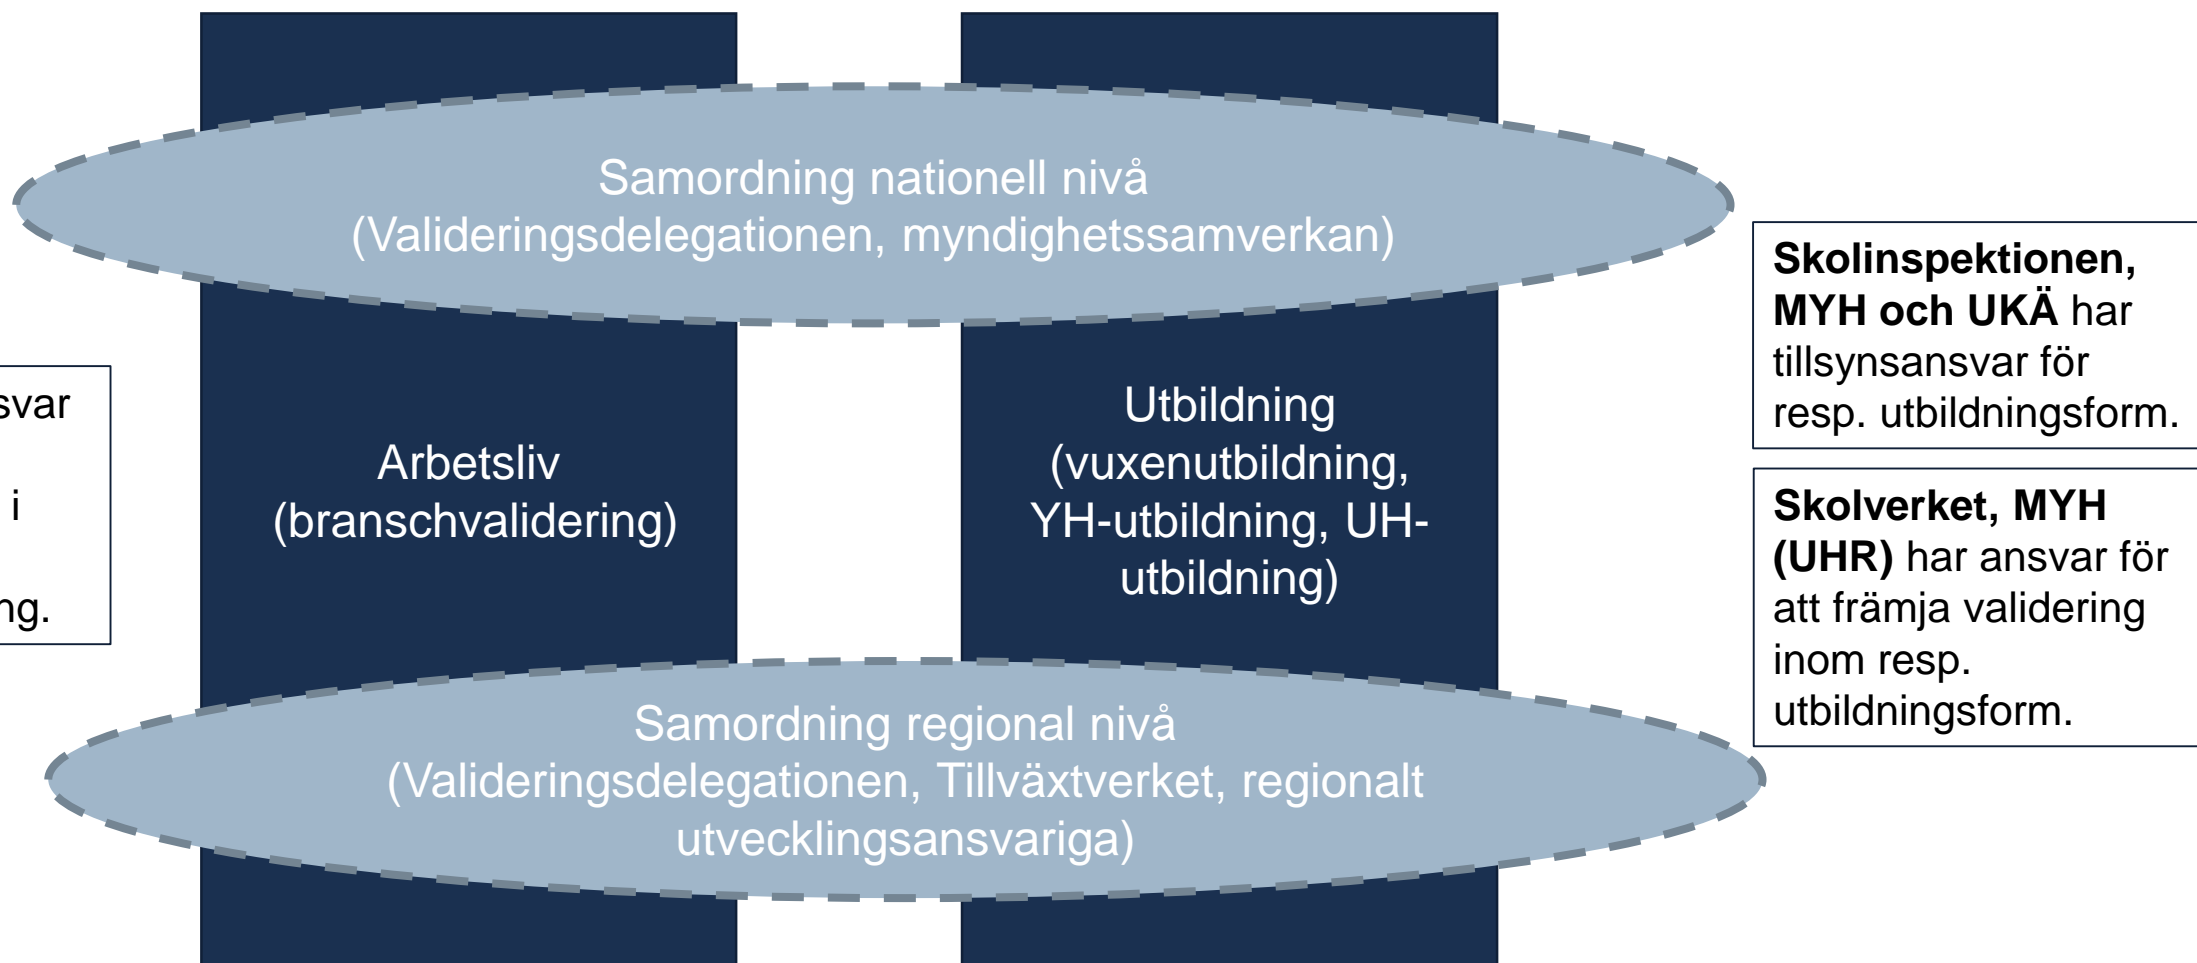 Samordning nationell nivå
(Valideringsdelegationen, myndighetssamverkan)
Arbetsliv
(branschvalidering)
Utbildning
(vuxenutbildning,
YH-utbildning, UH-
utbildning)
Samordning regional nivå
(Valideringsdelegationen, Tillväxtverket, regionalt
utvecklingsansvariga)
Skolinspektionen,
MYH och UKÄ har
tillsynsansvar för
resp. utbildningsform.
Skolverket, MYH
(UHR) har ansvar för
att främja validering
inom resp.
utbildningsform.
i